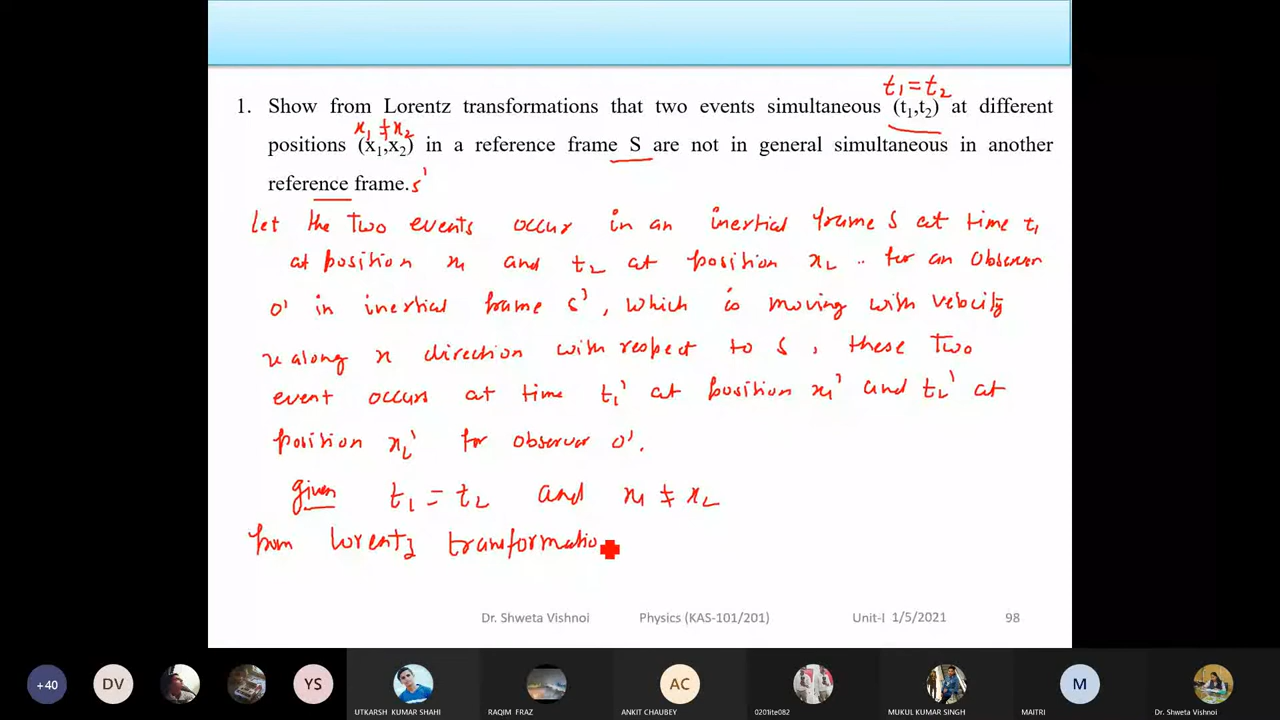 t₁ = t₂
1. Show from Lorentz transformations that two events simultaneous (t₁,t₂) at different
x₁ ≠ x₂
positions (x₁,x₂) in a reference frame S are not in general simultaneous in another
reference frame. s'
Let the Two events occur in an inertial frame S at time t₁
at position x₁ and t₂ at position x₂ .. for an Observer
O' in inertial frame S', which is moving with velocity
v along x direction with respect to S, these Two
event occurs at time t₁' at position x₁' and t₂' at
position x₂' for observer O'.
given t₁ = t₂ and x₁ ≠ x₂
from Lorentz transformatio
Dr. Shweta Vishnoi Physics (KAS-101/201) Unit-I 1/5/2021 98
+40 DV YS AC M
UTKARSH KUMAR SHAHI RAQIM FRAZ ANKIT CHAUBEY 0201ite082 MUKUL KUMAR SINGH MAITRI Dr. Shweta Vishnoi